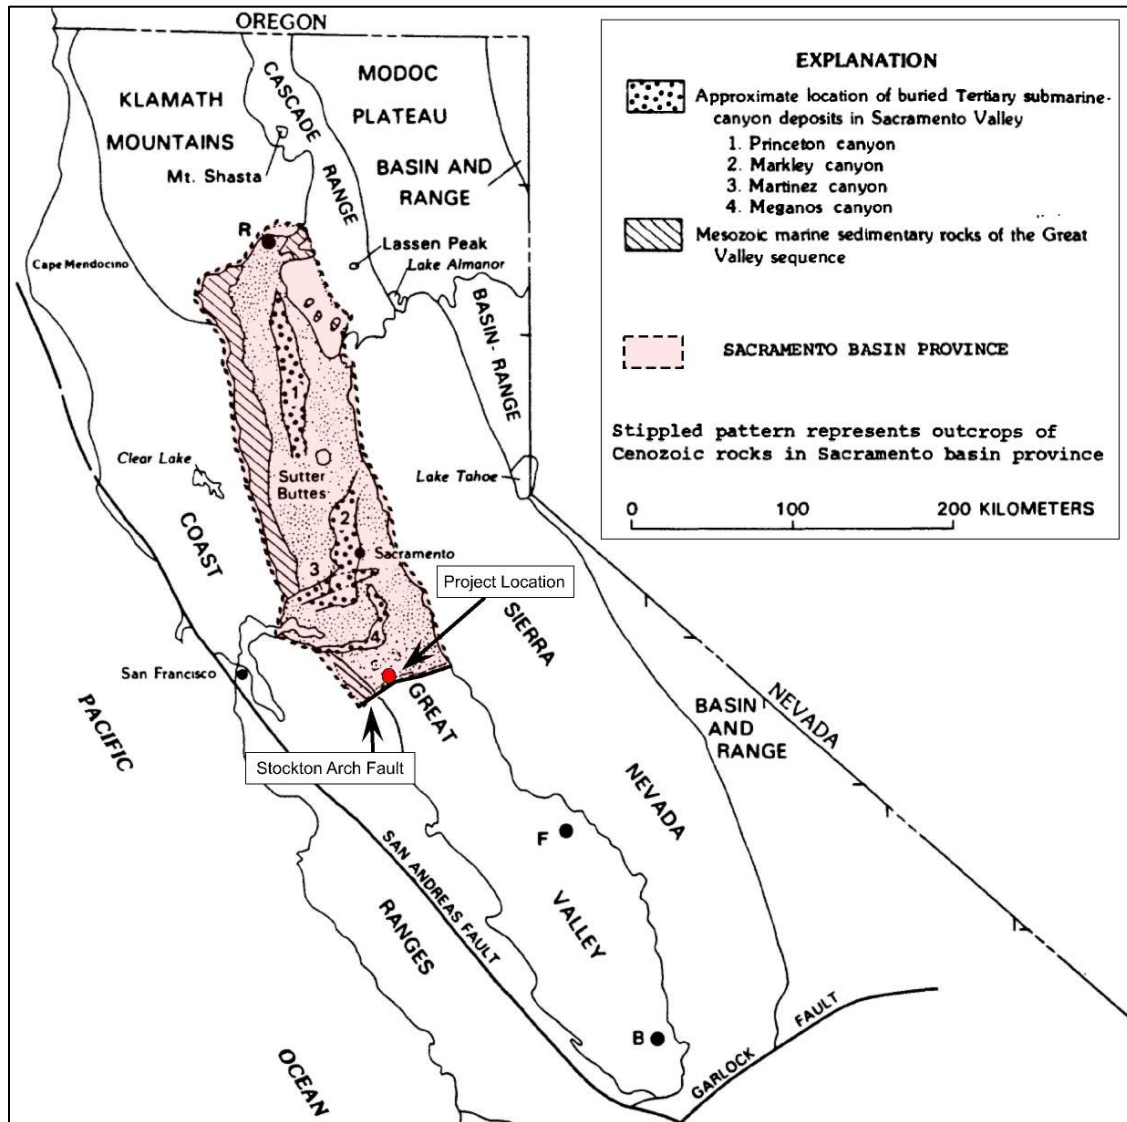 OREGON
KLAMATH
MOUNTAINS
CASCADE
RANGE
MODOC
PLATEAU
BASIN AND
RANGE
Mt. Shasta
R
Lassen Peak
Lake Almanor
Cape Mendocino
BASIN-
RANGE
1
Clear Lake
Sutter
Buttes
Lake Tahoe
2
Sacramento
3
COAST
4
Project Location
San Francisco
SIERRA
GREAT
Stockton Arch Fault
PACIFIC
BASIN
AND
RANGE
NEVADA
NEVADA
F
SAN ANDREAS FAULT
RANGES
VALLEY
B
GARLOCK
FAULT
OCEAN
EXPLANATION
Approximate location of buried Tertiary submarine-
canyon deposits in Sacramento Valley
1. Princeton canyon
2. Markley canyon
3. Martinez canyon
4. Meganos canyon
Mesozoic marine sedimentary rocks of the Great
Valley sequence
SACRAMENTO BASIN PROVINCE
Stippled pattern represents outcrops of
Cenozoic rocks in Sacramento basin province
0 100 200 KILOMETERS